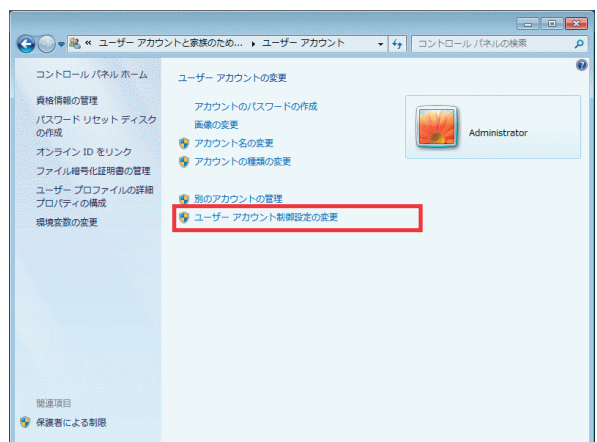 « ユーザー アカウントと家族のため... ▸ ユーザー アカウント
コントロール パネルの検索
コントロール パネル ホーム
資格情報の管理
パスワード リセット ディスク
の作成
オンライン ID をリンク
ファイル暗号化証明書の管理
ユーザー プロファイルの詳細
プロパティの構成
環境変数の変更
関連項目
保護者による制限
ユーザー アカウントの変更
アカウントのパスワードの作成
画像の変更
アカウント名の変更
アカウントの種類の変更
別のアカウントの管理
ユーザー アカウント制御設定の変更
Administrator